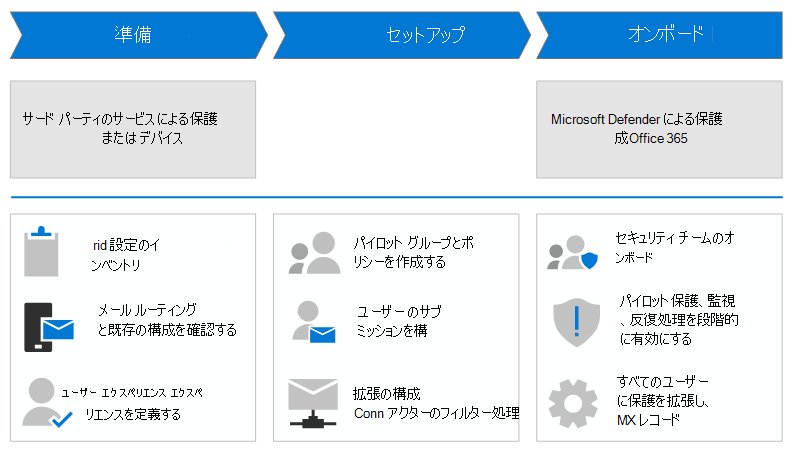 準備
セットアップ
オンボード
サード パーティのサービスによる保護
またはデバイス
Microsoft Defender による保護
成Office 365
rid 設定のイ
ンベントリ
メール ルーティング
と既存の構成を確認する
ユーザー エクスペリエンス エクスペ
リエンスを定義する
パイロット グループとポ
リシーを作成する
ユーザーのサブ
ミッションを構
拡張の構成
Conn アクターのフィルター処理
セキュリティ チームのオ
ンボード
パイロット保護、監視
、反復処理を段階的
に有効にする
すべてのユーザー
に保護を拡張し、
MX レコード